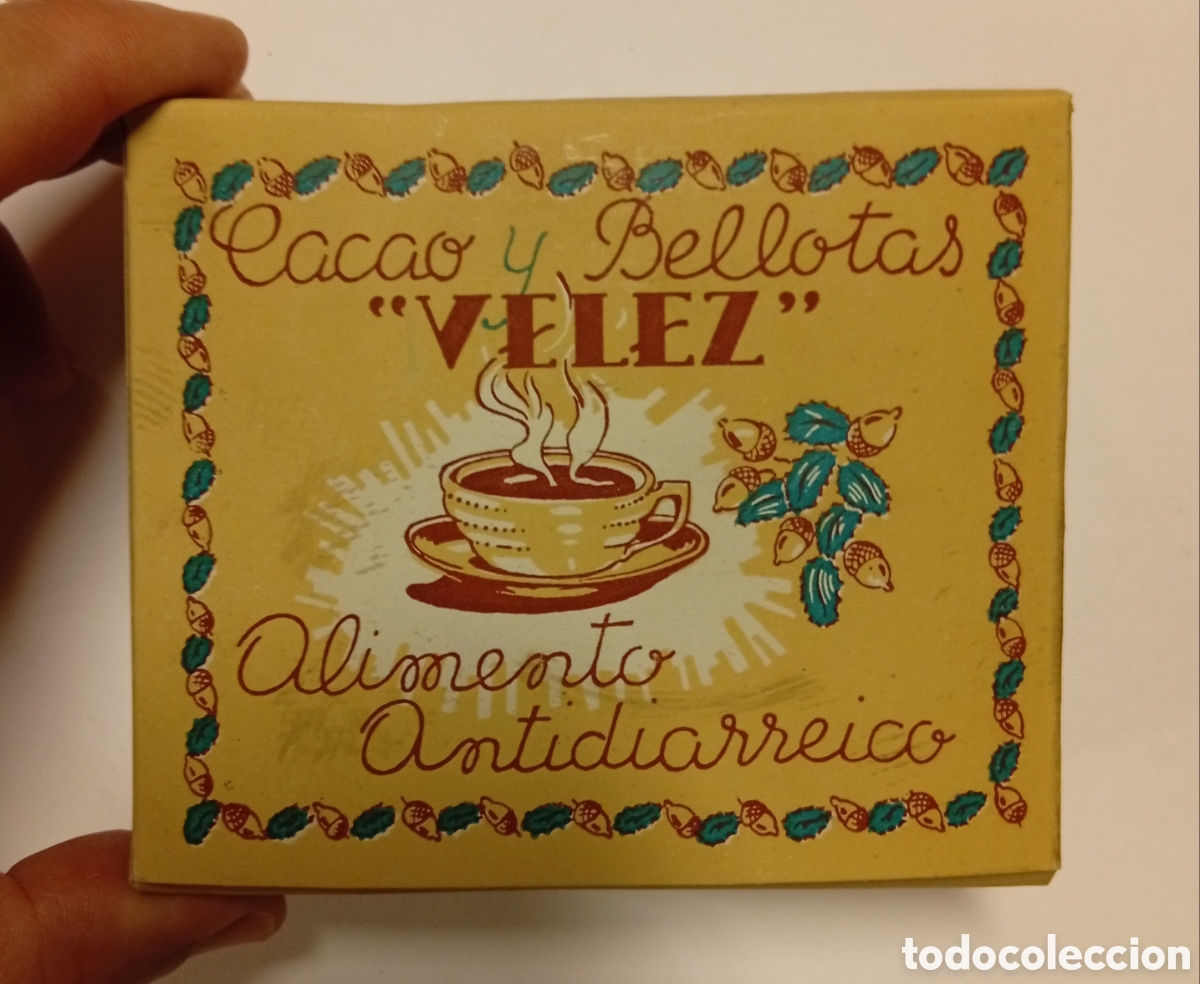 Cacao y Bellotas
"VELEZ"
Alimento
Antidiarreico
todocoleccion